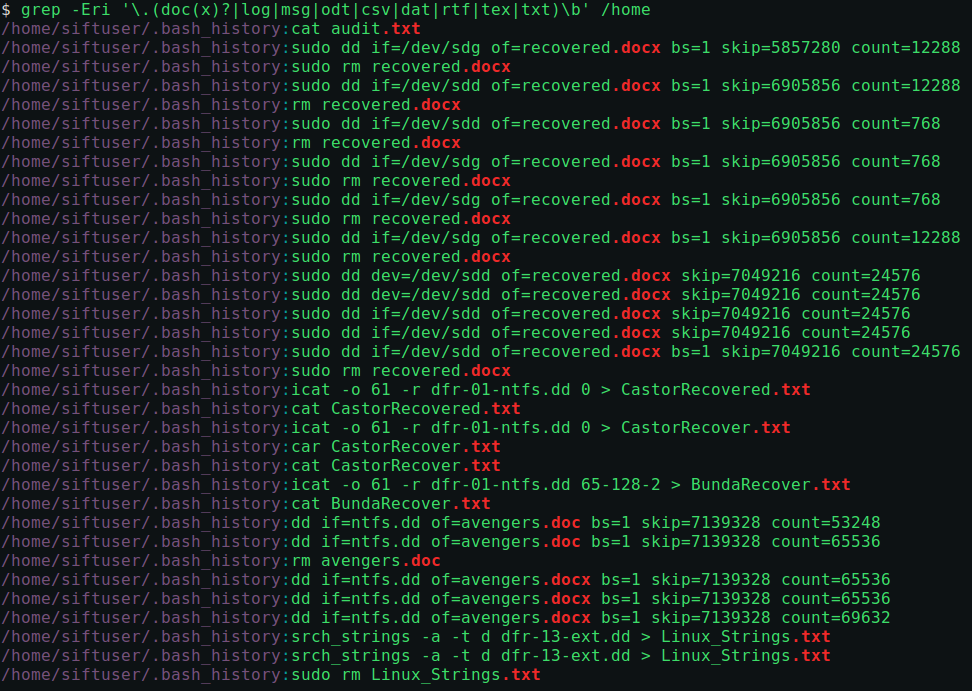 $ grep -Eri '\.(doc(x)?|log|msg|odt|csv|dat|rtf|tex|txt)\b' /home
/home/siftuser/.bash_history:cat audit.txt
/home/siftuser/.bash_history:sudo dd if=/dev/sdg of=recovered.docx bs=1 skip=5857280 count=12288
/home/siftuser/.bash_history:sudo rm recovered.docx
/home/siftuser/.bash_history:sudo dd if=/dev/sdg of=recovered.docx bs=1 skip=6905856 count=12288
/home/siftuser/.bash_history:rm recovered.docx
/home/siftuser/.bash_history:sudo dd if=/dev/sdd of=recovered.docx bs=1 skip=6905856 count=768
/home/siftuser/.bash_history:rm recovered.docx
/home/siftuser/.bash_history:sudo dd if=/dev/sdg of=recovered.docx bs=1 skip=6905856 count=768
/home/siftuser/.bash_history:sudo rm recovered.docx
/home/siftuser/.bash_history:sudo dd if=/dev/sdg of=recovered.docx bs=1 skip=6905856 count=768
/home/siftuser/.bash_history:sudo rm recovered.docx
/home/siftuser/.bash_history:sudo dd if=/dev/sdg of=recovered.docx bs=1 skip=6905856 count=12288
/home/siftuser/.bash_history:sudo rm recovered.docx
/home/siftuser/.bash_history:sudo dd dev=/dev/sdd of=recovered.docx skip=7049216 count=24576
/home/siftuser/.bash_history:sudo dd dev=/dev/sdd of=recovered.docx skip=7049216 count=24576
/home/siftuser/.bash_history:sudo dd if=/dev/sdd of=recovered.docx skip=7049216 count=24576
/home/siftuser/.bash_history:sudo dd if=/dev/sdd of=recovered.docx skip=7049216 count=24576
/home/siftuser/.bash_history:sudo dd if=/dev/sdd of=recovered.docx bs=1 skip=7049216 count=24576
/home/siftuser/.bash_history:sudo rm recovered.docx
/home/siftuser/.bash_history:icat -o 61 -r dfr-01-ntfs.dd 0 > CastorRecovered.txt
/home/siftuser/.bash_history:cat CastorRecovered.txt
/home/siftuser/.bash_history:icat -o 61 -r dfr-01-ntfs.dd 0 > CastorRecover.txt
/home/siftuser/.bash_history:car CastorRecover.txt
/home/siftuser/.bash_history:cat CastorRecover.txt
/home/siftuser/.bash_history:icat -o 61 -r dfr-01-ntfs.dd 65-128-2 > BundaRecover.txt
/home/siftuser/.bash_history:cat BundaRecover.txt
/home/siftuser/.bash_history:dd if=ntfs.dd of=avengers.doc bs=1 skip=7139328 count=53248
/home/siftuser/.bash_history:dd if=ntfs.dd of=avengers.doc bs=1 skip=7139328 count=65536
/home/siftuser/.bash_history:rm avengers.doc
/home/siftuser/.bash_history:dd if=ntfs.dd of=avengers.docx bs=1 skip=7139328 count=65536
/home/siftuser/.bash_history:dd if=ntfs.dd of=avengers.docx bs=1 skip=7139328 count=65536
/home/siftuser/.bash_history:dd if=ntfs.dd of=avengers.docx bs=1 skip=7139328 count=69632
/home/siftuser/.bash_history:srch_strings -a -t d dfr-13-ext.dd > Linux_Strings.txt
/home/siftuser/.bash_history:srch_strings -a -t d dfr-13-ext.dd > Linux_Strings.txt
/home/siftuser/.bash_history:sudo rm Linux_Strings.txt